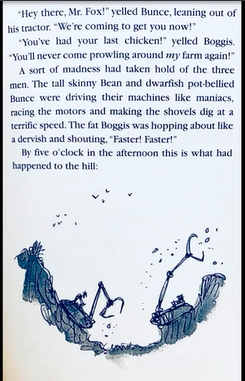 "Hey there, Mr. Fox!" yelled Bunce, leaning out of
his tractor. "We're coming to get you now!"
"You've had your last chicken!" yelled Boggis.
"You'll never come prowling around my farm again!"
A sort of madness had taken hold of the three
men. The tall skinny Bean and dwarfish pot-bellied
Bunce were driving their machines like maniacs,
racing the motors and making the shovels dig at a
terrific speed. The fat Boggis was hopping about like
a dervish and shouting, "Faster! Faster!"
By five o'clock in the afternoon this is what had
happened to the hill: